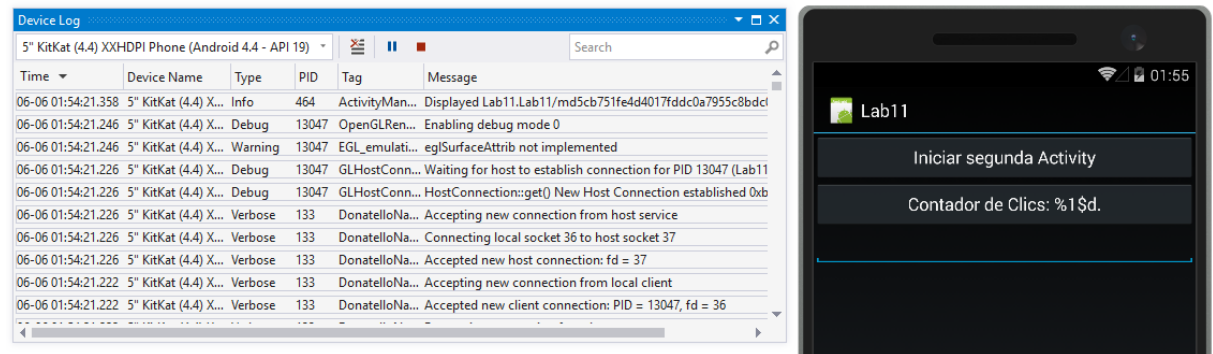 Device Log
5" KitKat (4.4) XXHDPI Phone (Android 4.4 - API 19) Search
Time Device Name Type PID Tag Message
06-06 01:54:21.358 5" KitKat (4.4) X... Info 464 ActivityMan... Displayed Lab11.Lab11/md5cb751fe4d4017fddc0a7955c8bdc
06-06 01:54:21.246 5" KitKat (4.4) X... Debug 13047 OpenGLRen... Enabling debug mode 0
06-06 01:54:21.246 5" KitKat (4.4) X... Warning 13047 EGL_emulati... eglSurfaceAttrib not implemented
06-06 01:54:21.226 5" KitKat (4.4) X... Debug 13047 GLHostConn... Waiting for host to establish connection for PID 13047 (Lab11
06-06 01:54:21.226 5" KitKat (4.4) X... Debug 13047 GLHostConn... HostConnection::get() New Host Connection established 0xb
06-06 01:54:21.226 5" KitKat (4.4) X... Verbose 133 DonatelloNa... Accepting new connection from host service
06-06 01:54:21.226 5" KitKat (4.4) X... Verbose 133 DonatelloNa... Connecting local socket 36 to host socket 37
06-06 01:54:21.226 5" KitKat (4.4) X... Verbose 133 DonatelloNa... Accepted new host connection: fd = 37
06-06 01:54:21.222 5" KitKat (4.4) X... Verbose 133 DonatelloNa... Accepting new connection from local client
06-06 01:54:21.222 5" KitKat (4.4) X... Verbose 133 DonatelloNa... Accepted new client connection: PID = 13047, fd = 36
01:55
Lab11
Iniciar segunda Activity
Contador de Clics: %1$d.